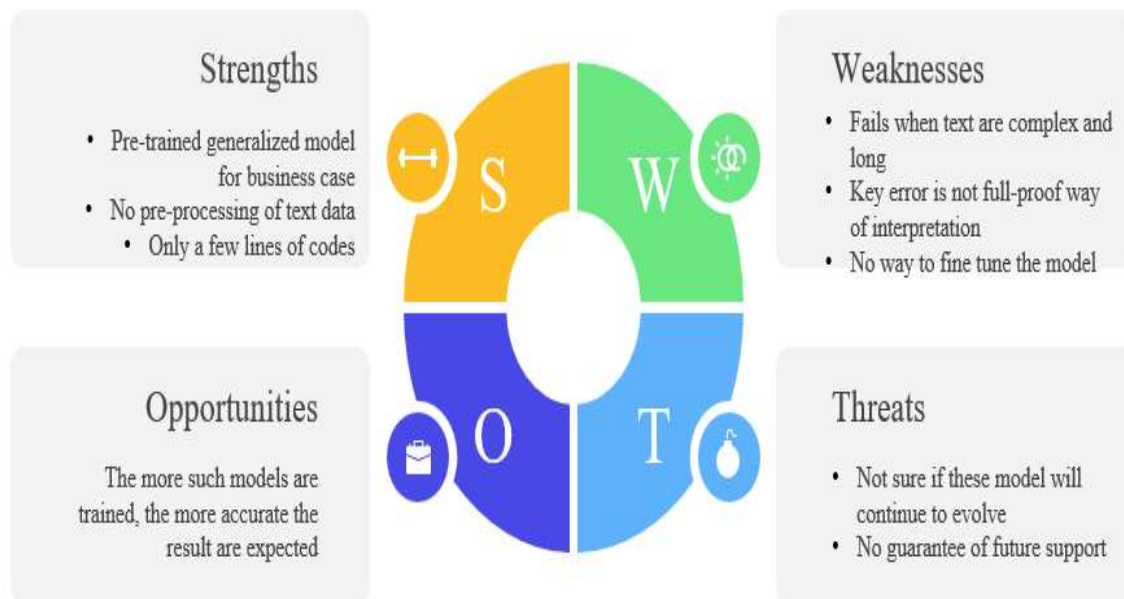 Strengths
• Pre-trained generalized model
for business case
• No pre-processing of text data
• Only a few lines of codes
S
W
Weaknesses
• Fails when text are complex and
long
• Key error is not full-proof way
of interpretation
• No way to fine tune the model
Opportunities
The more such models are
trained, the more accurate the
result are expected
O
T
Threats
• Not sure if these model will
continue to evolve
• No guarantee of future support